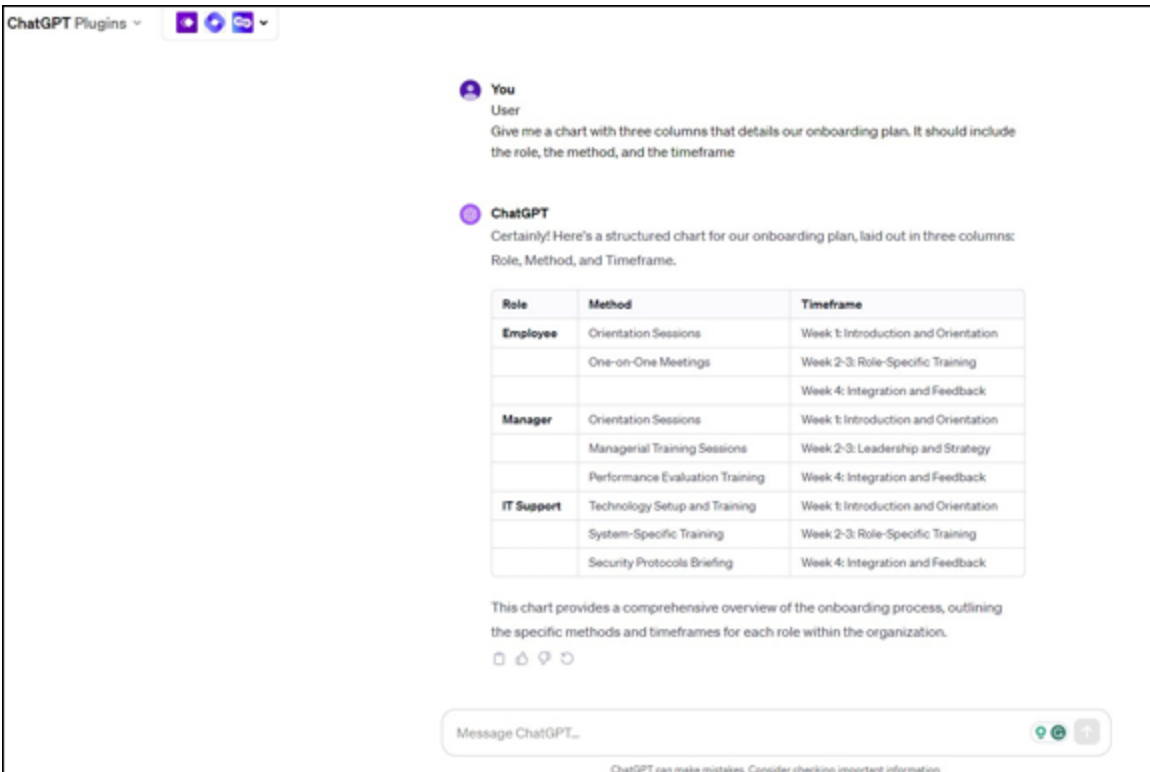 ChatGPT Plugins
You
User
Give me a chart with three columns that details our onboarding plan. It should include
the role, the method, and the timeframe
ChatGPT
Certainly! Here's a structured chart for our onboarding plan, laid out in three columns:
Role, Method, and Timeframe.
Role Method Timeframe
Employee Orientation Sessions Week 1: Introduction and Orientation
One-on-One Meetings Week 2-3: Role-Specific Training
Week 4: Integration and Feedback
Manager Orientation Sessions Week 1: Introduction and Orientation
Managerial Training Sessions Week 2-3: Leadership and Strategy
Performance Evaluation Training Week 4: Integration and Feedback
IT Support Technology Setup and Training Week 1: Introduction and Orientation
System-Specific Training Week 2-3: Role-Specific Training
Security Protocols Briefing Week 4: Integration and Feedback
This chart provides a comprehensive overview of the onboarding process, outlining
the specific methods and timeframes for each role within the organization.
Message ChatGPT...
ChatGPT can make mistakes. Consider checking important information.